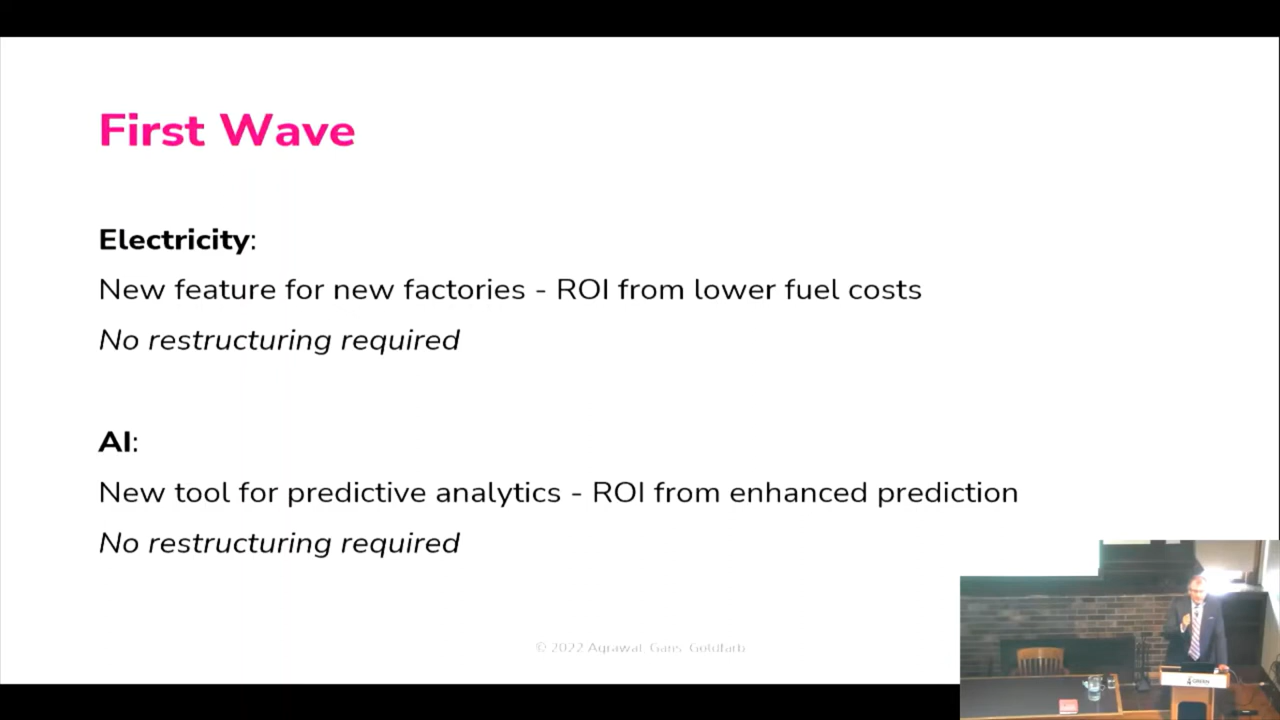 First Wave
Electricity:
New feature for new factories - ROI from lower fuel costs
No restructuring required
AI:
New tool for predictive analytics - ROI from enhanced prediction
No restructuring required
© 2022 Agrawal Gans Goldfarb